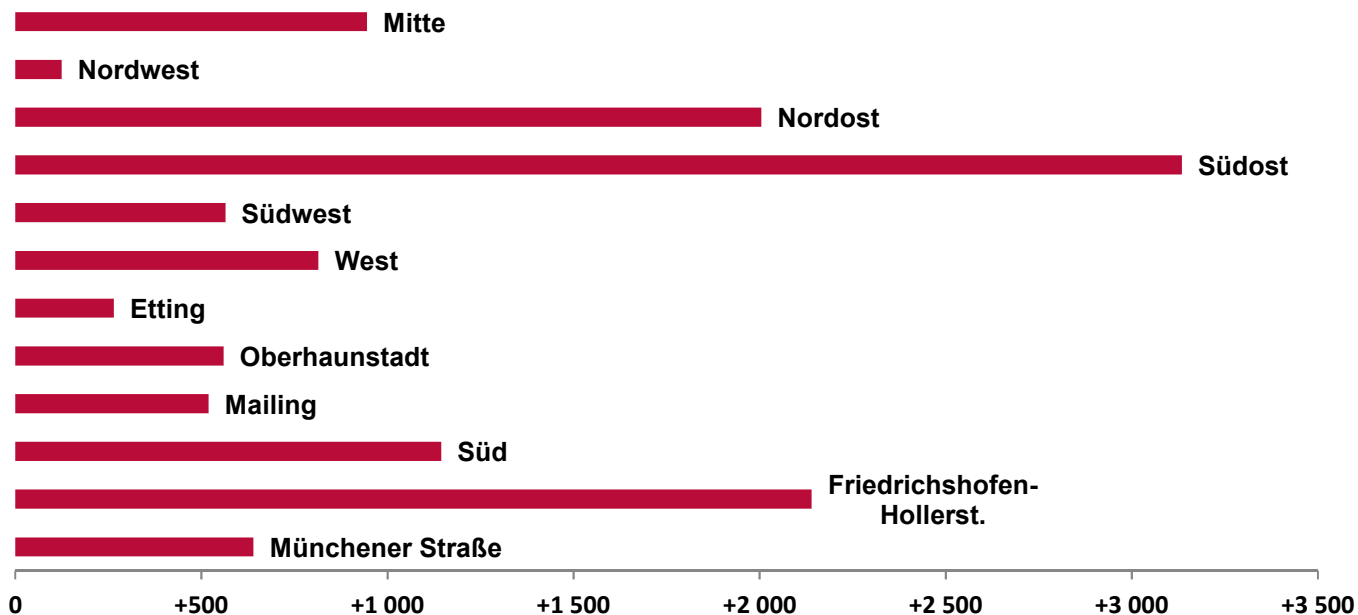 Mitte
Nordwest
Nordost
Südost
Südwest
West
Etting
Oberhaunstadt
Mailing
Süd
Friedrichshofen-
Hollerst.
Münchener Straße
0 +500 +1 000 +1 500 +2 000 +2 500 +3 000 +3 500